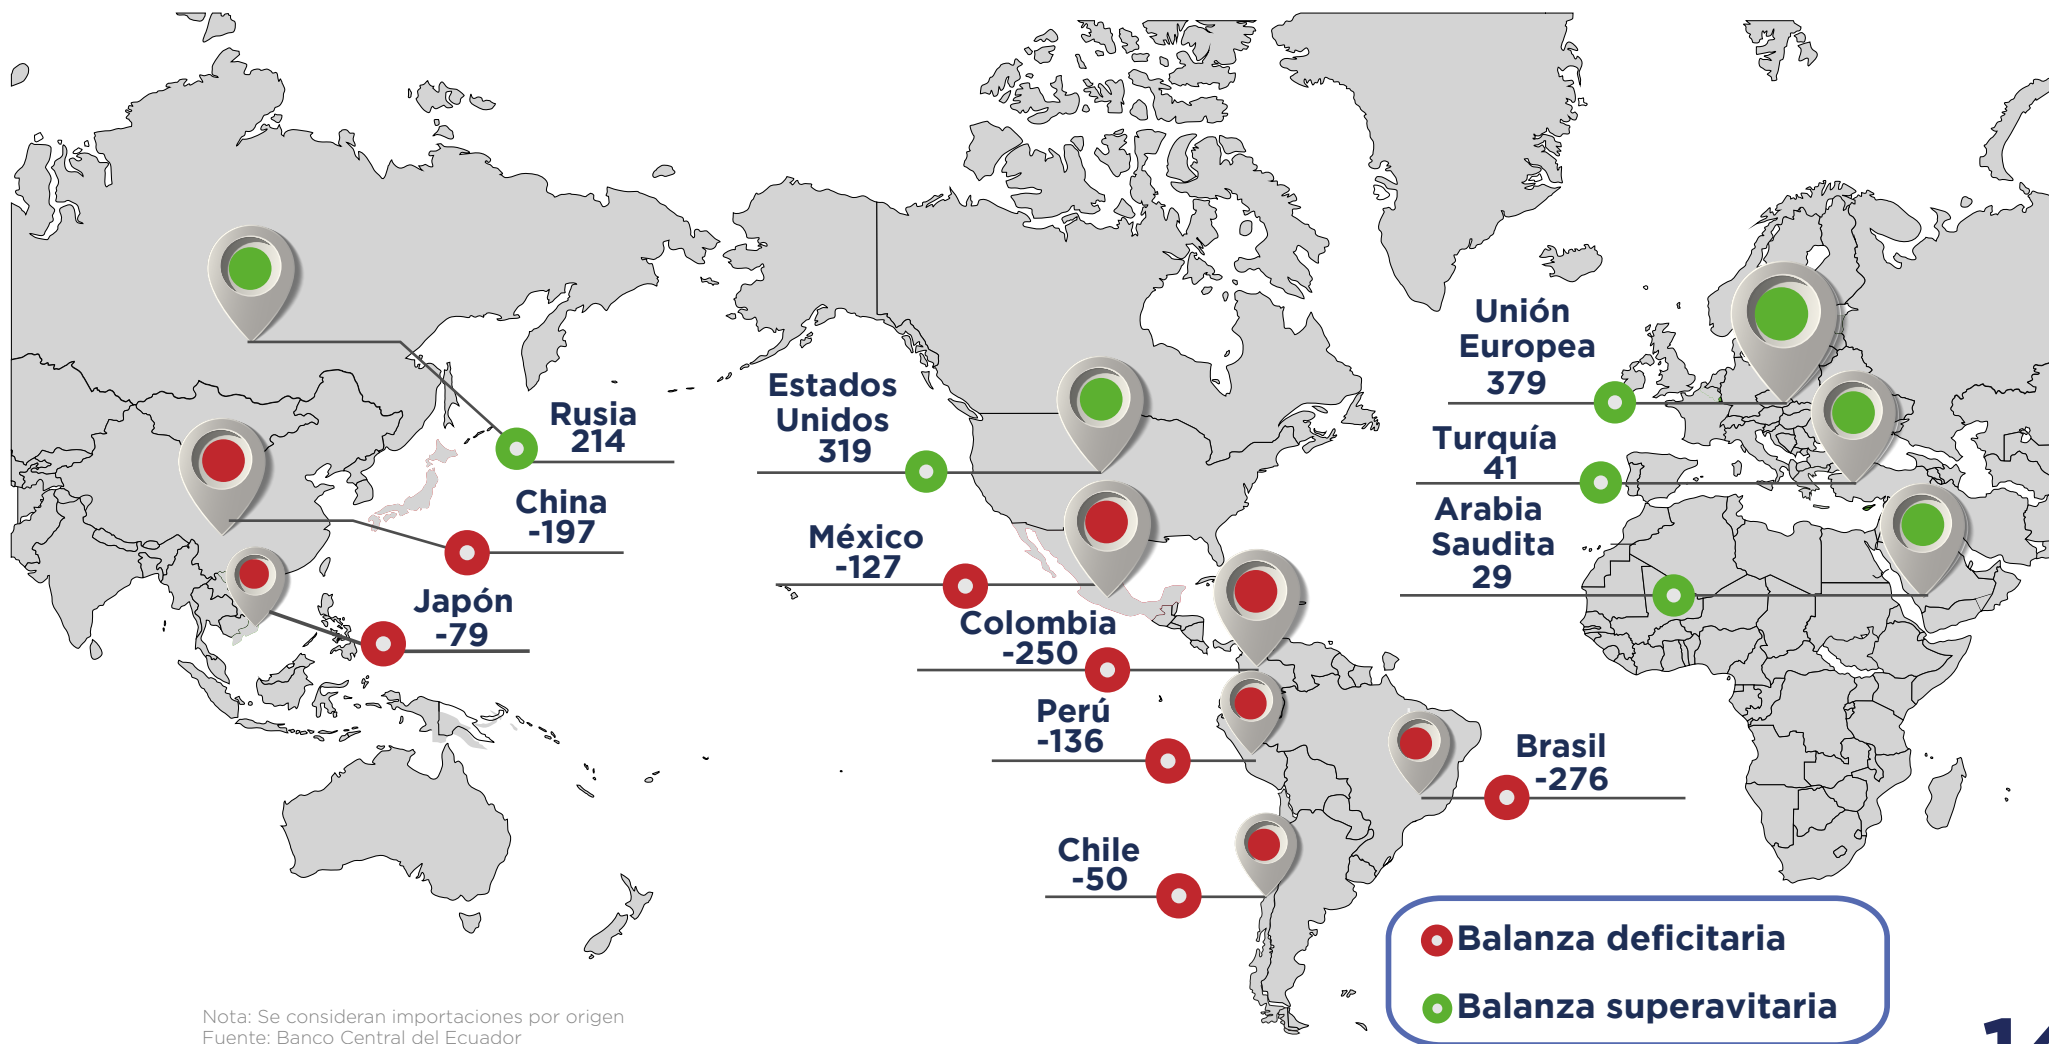 Rusia
214
China
-197
Japón
-79
Estados
Unidos
319
México
-127
Colombia
-250
Perú
-136
Chile
-50
Brasil
-276
Unión
Europea
379
Turquía
41
Arabia
Saudita
29
Balanza deficitaria
Balanza superavitaria
Nota: Se consideran importaciones por origen
Fuente: Banco Central del Ecuador